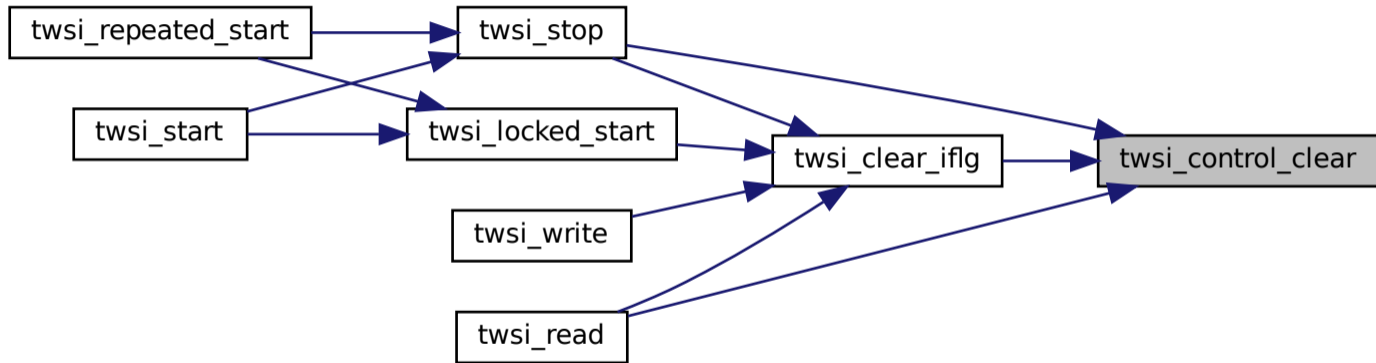 twsi_repeated_start
twsi_stop
twsi_start
twsi_locked_start
twsi_clear_iflg
twsi_control_clear
twsi_write
twsi_read